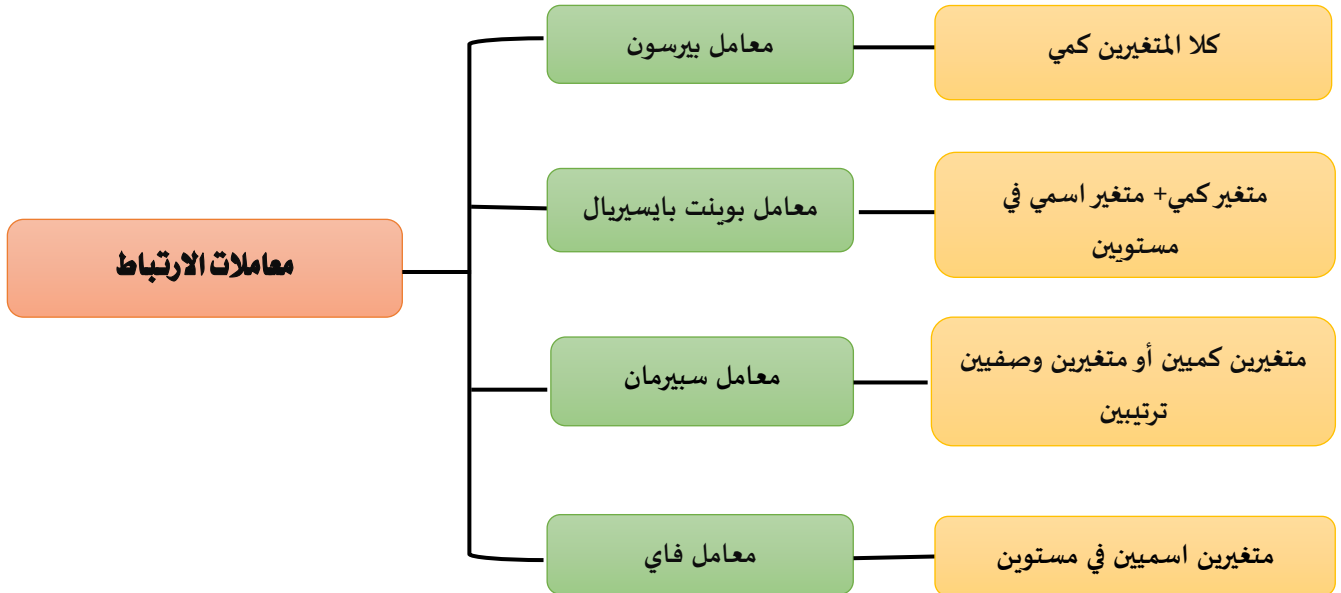 معاملات الارتباط
معامل بيرسون
كلا المتغيرين كمي
معامل بوينت بايسيريال
متغير كمي+ متغير اسمي في
مستويين
معامل سبيرمان
متغيرين كميين أو متغيرين وصفيين
ترتيبين
معامل فاي
متغيرين اسميين في مستوين